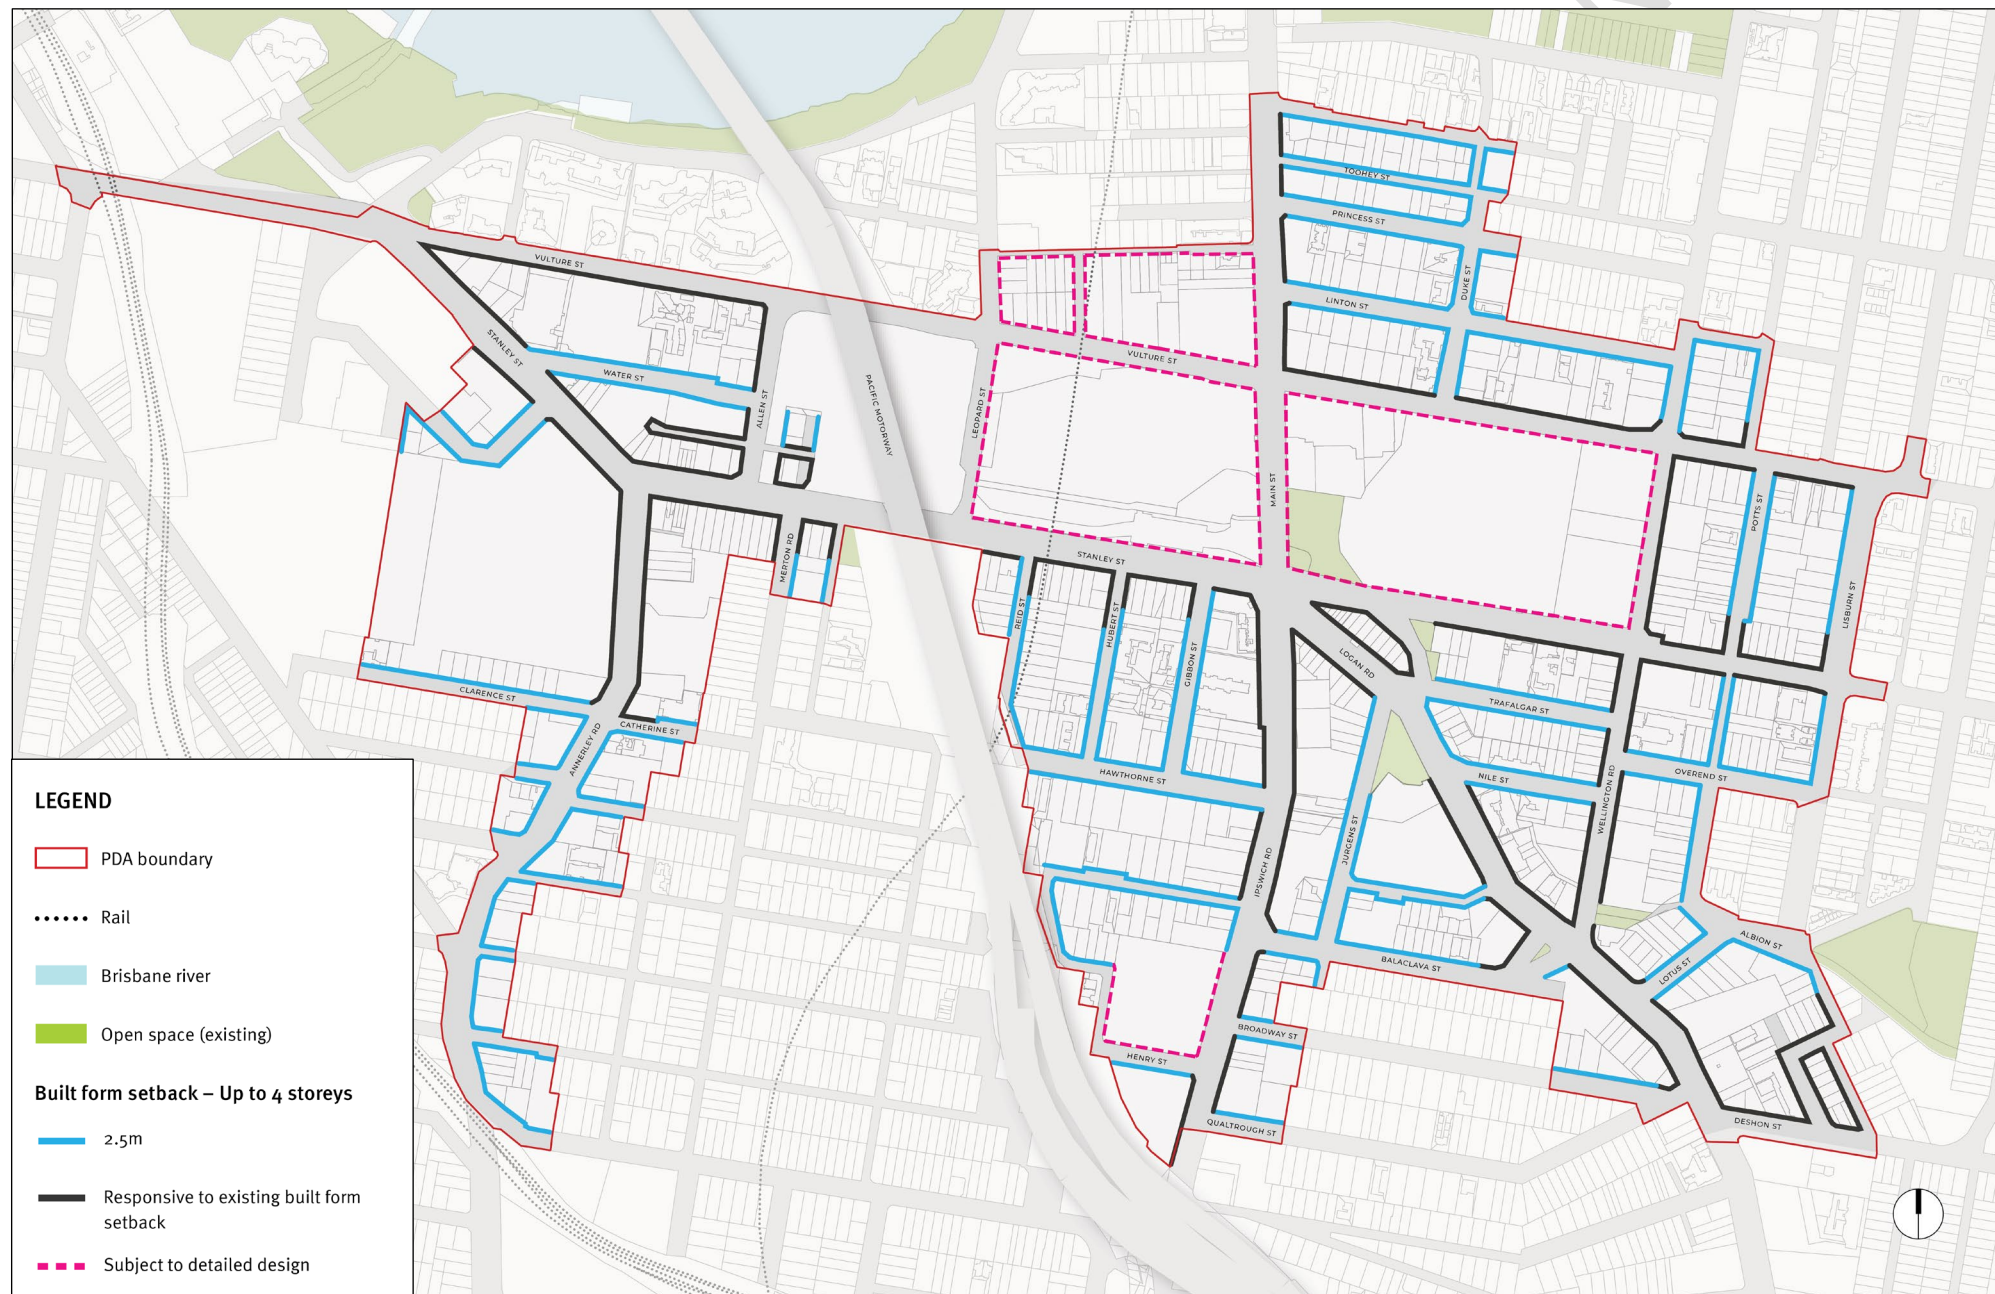 TOOHEY ST
PRINCESS ST
VULTURE ST
DUKE ST
LINTON ST
STANLEY ST
WATER ST
VULTURE ST
ALLEN ST
PACIFIC MOTORWAY
LEOPARD ST
MAIN ST
POTTS ST
MERTON RD
STANLEY ST
REID ST
HUBERT ST
GIBBON ST
LISBURN ST
LOGAN RD
CLARENCE ST
TRAFALGAR ST
CATHERINE ST
ANNERLEY RD
HAWTHORNE ST
NILE ST
OVEREND ST
WELLINGTON RD
JURGENS ST
IPSWICH RD
ALBION ST
BALACLAVA ST
LOTUS ST
BROADWAY ST
HENRY ST
QUALTROUGH ST
DESHON ST
LEGEND
PDA boundary
Rail
Brisbane river
Open space (existing)
Built form setback – Up to 4 storeys
2.5m
Responsive to existing built form
setback
Subject to detailed design